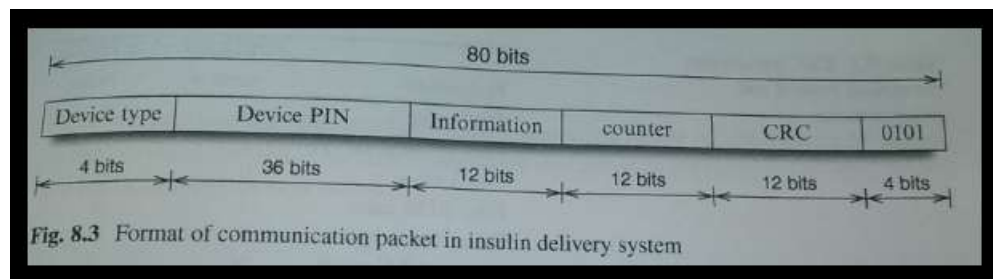 80 bits
Device type Device PIN Information counter CRC 0101
4 bits 36 bits 12 bits 12 bits 12 bits 4 bits
Fig. 8.3 Format of communication packet in insulin delivery system